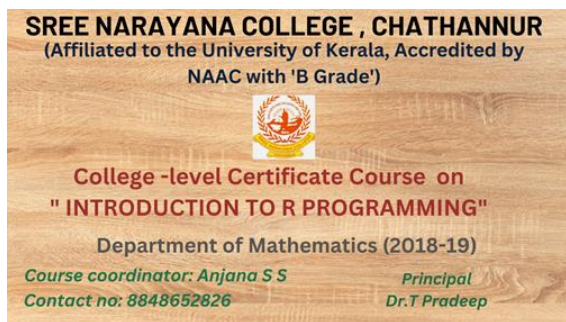 SREE NARAYANA COLLEGE , CHATHANNUR
(Affiliated to the University of Kerala, Accredited by
NAAC with 'B Grade')
College -level Certificate Course on
" INTRODUCTION TO R PROGRAMMING"
Department of Mathematics (2018-19)
Course coordinator: Anjana S S
Contact no: 8848652826
Principal
Dr.T Pradeep